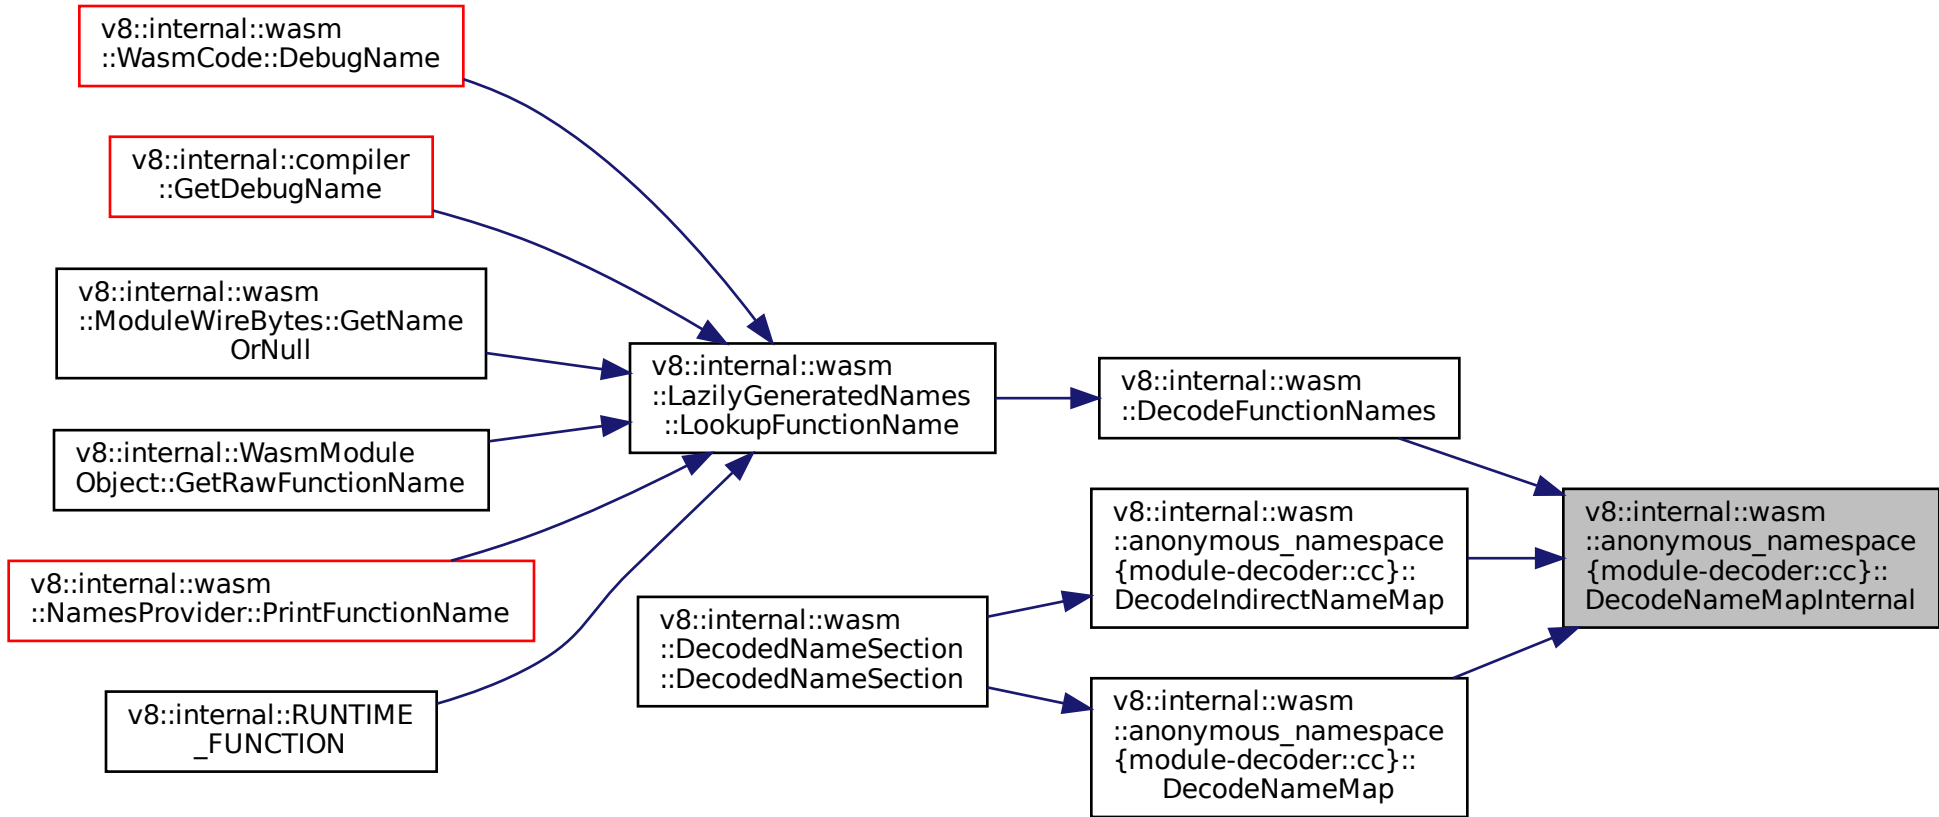 v8::internal::wasm
::WasmCode::DebugName
v8::internal::compiler
::GetDebugName
v8::internal::wasm
::ModuleWireBytes::GetName
OrNull
v8::internal::WasmModule
Object::GetRawFunctionName
v8::internal::wasm
::NamesProvider::PrintFunctionName
v8::internal::RUNTIME
_FUNCTION
v8::internal::wasm
::LazilyGeneratedNames
::LookupFunctionName
v8::internal::wasm
::DecodedNameSection
::DecodedNameSection
v8::internal::wasm
::DecodeFunctionNames
v8::internal::wasm
::anonymous_namespace
{module-decoder::cc}::
DecodeIndirectNameMap
v8::internal::wasm
::anonymous_namespace
{module-decoder::cc}::
DecodeNameMap
v8::internal::wasm
::anonymous_namespace
{module-decoder::cc}::
DecodeNameMapInternal